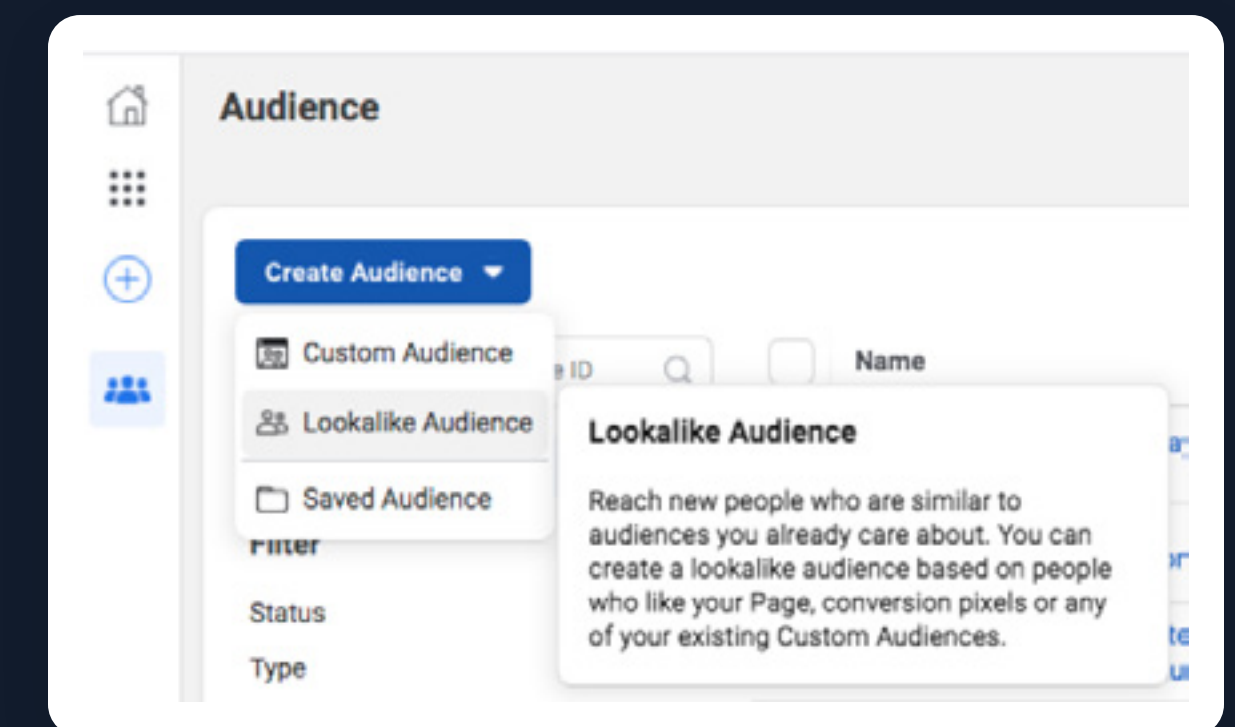 Audience
Create Audience
Custom Audience
Lookalike Audience
Saved Audience
ID
Name
Lookalike Audience
Reach new people who are similar to
audiences you already care about. You can
create a lookalike audience based on people
who like your Page, conversion pixels or any
of your existing Custom Audiences.
Filter
Status
Type